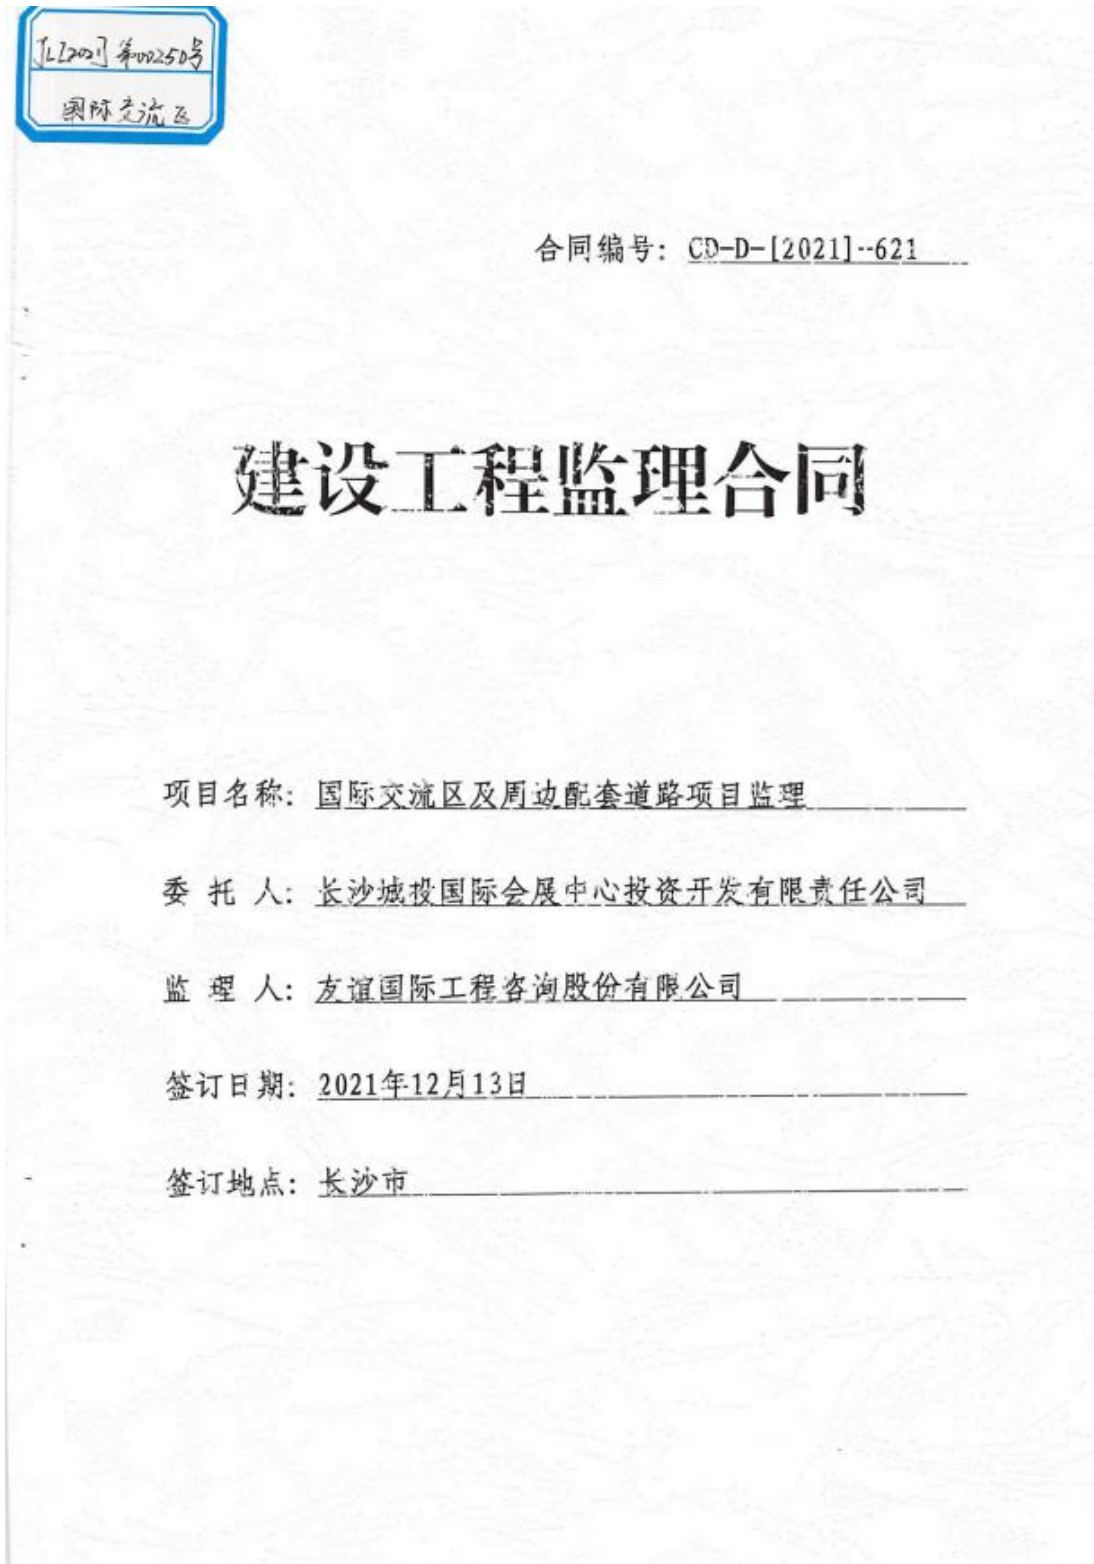 JL[2021]第00250号
国际交流区
合同编号：CD-D-[2021]--621
建设工程监理合同
项目名称：国际交流区及周边配套道路项目监理
委 托 人：长沙城投国际会展中心投资开发有限责任公司
监 理 人：友谊国际工程咨询股份有限公司
签订日期：2021年12月13日
签订地点：长沙市